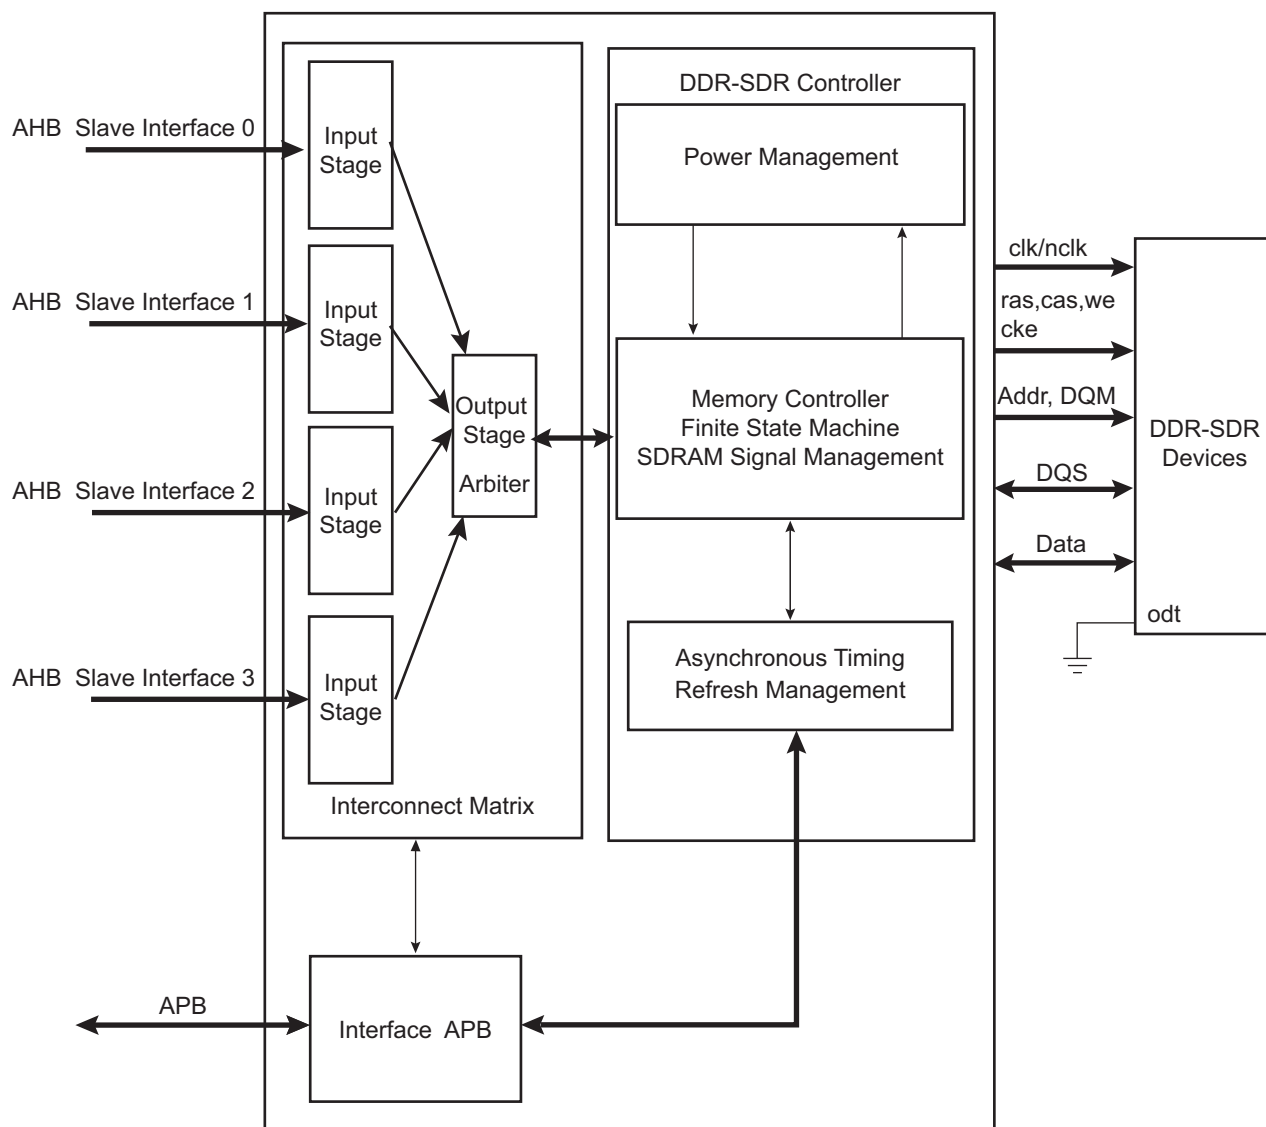 DDR-SDR Controller
AHB Slave Interface 0
Input
Stage
Power Management
AHB Slave Interface 1
Input
Stage
clk/nclk
ras,cas,we
cke
Output
Stage
Arbiter
Memory Controller
Finite State Machine
SDRAM Signal Management
Addr, DQM
DDR-SDR
Devices
AHB Slave Interface 2
Input
Stage
DQS
Data
odt
AHB Slave Interface 3
Input
Stage
Asynchronous Timing
Refresh Management
Interconnect Matrix
APB
Interface APB